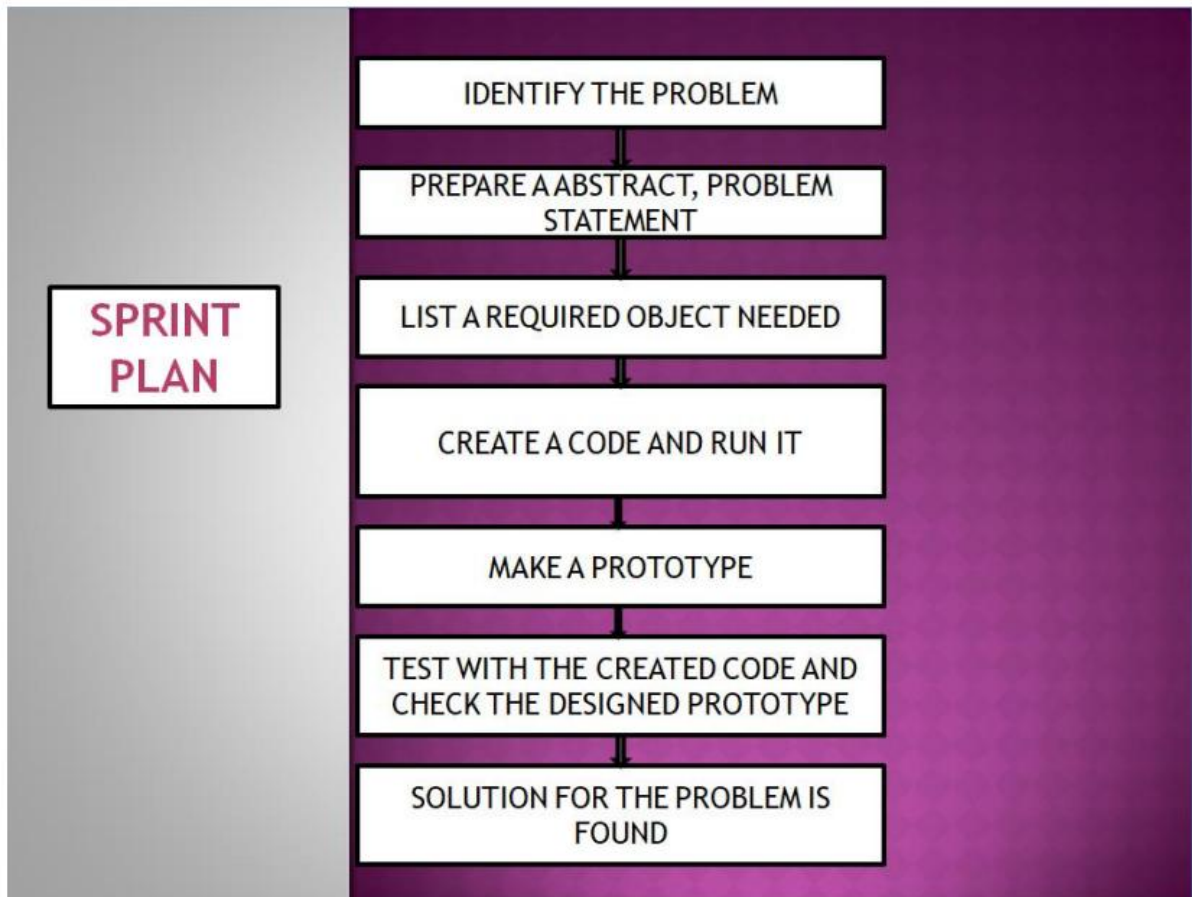 SPRINT
PLAN
IDENTIFY THE PROBLEM
PREPARE A ABSTRACT, PROBLEM
STATEMENT
LIST A REQUIRED OBJECT NEEDED
CREATE A CODE AND RUN IT
MAKE A PROTOTYPE
TEST WITH THE CREATED CODE AND
CHECK THE DESIGNED PROTOTYPE
SOLUTION FOR THE PROBLEM IS
FOUND